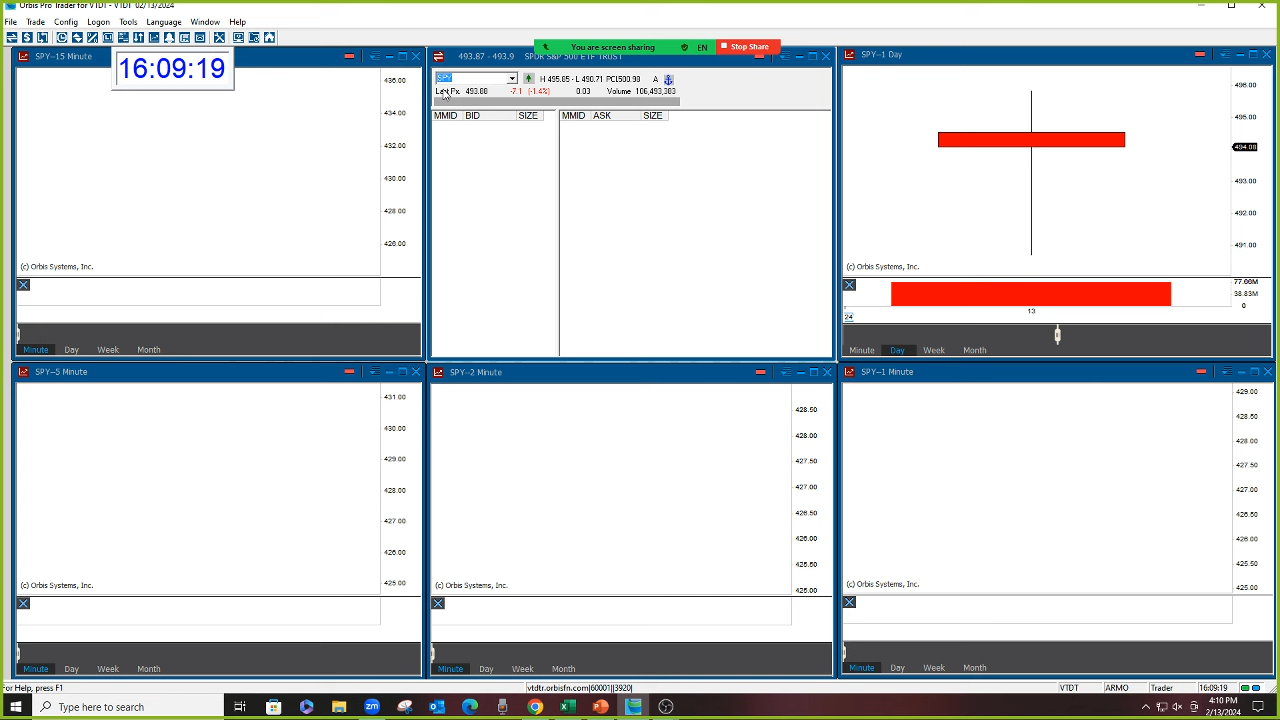 Orbis Pro Trader for VTDT - VTDT 02/13/2024
File Trade Config Logon Tools Language Window Help
You are screen sharing EN Stop Share
SPY--15 Minute
16:09:19
436.00
434.00
432.00
430.00
428.00
426.00
(c) Orbis Systems, Inc.
Minute Day Week Month
493.87 - 493.9 SPDR S&P 500 ETF TRUST
SPY H 495.85 - L 490.71 PCl500.98 A
Last Px. 493.88 -7.1 (-1.4%) 0.03 Volume 106,493,383
MMID BID SIZE MMID ASK SIZE
SPY--1 Day
496.00
495.00
494.08
493.00
492.00
491.00
(c) Orbis Systems, Inc.
77.66M
38.83M
0
24 13
Minute Day Week Month
SPY--5 Minute
431.00
430.00
429.00
428.00
427.00
426.00
425.00
(c) Orbis Systems, Inc.
Minute Day Week Month
SPY--2 Minute
428.50
428.00
427.50
427.00
426.50
426.00
425.50
425.00
(c) Orbis Systems, Inc.
Minute Day Week Month
SPY--1 Minute
429.00
428.50
428.00
427.50
427.00
426.50
426.00
425.50
425.00
(c) Orbis Systems, Inc.
Minute Day Week Month
For Help, press F1 vtdtr.orbisfn.com|60001||3920| VTDT ARMO Trader 16:09:19
Type here to search
4:10 PM
2/13/2024